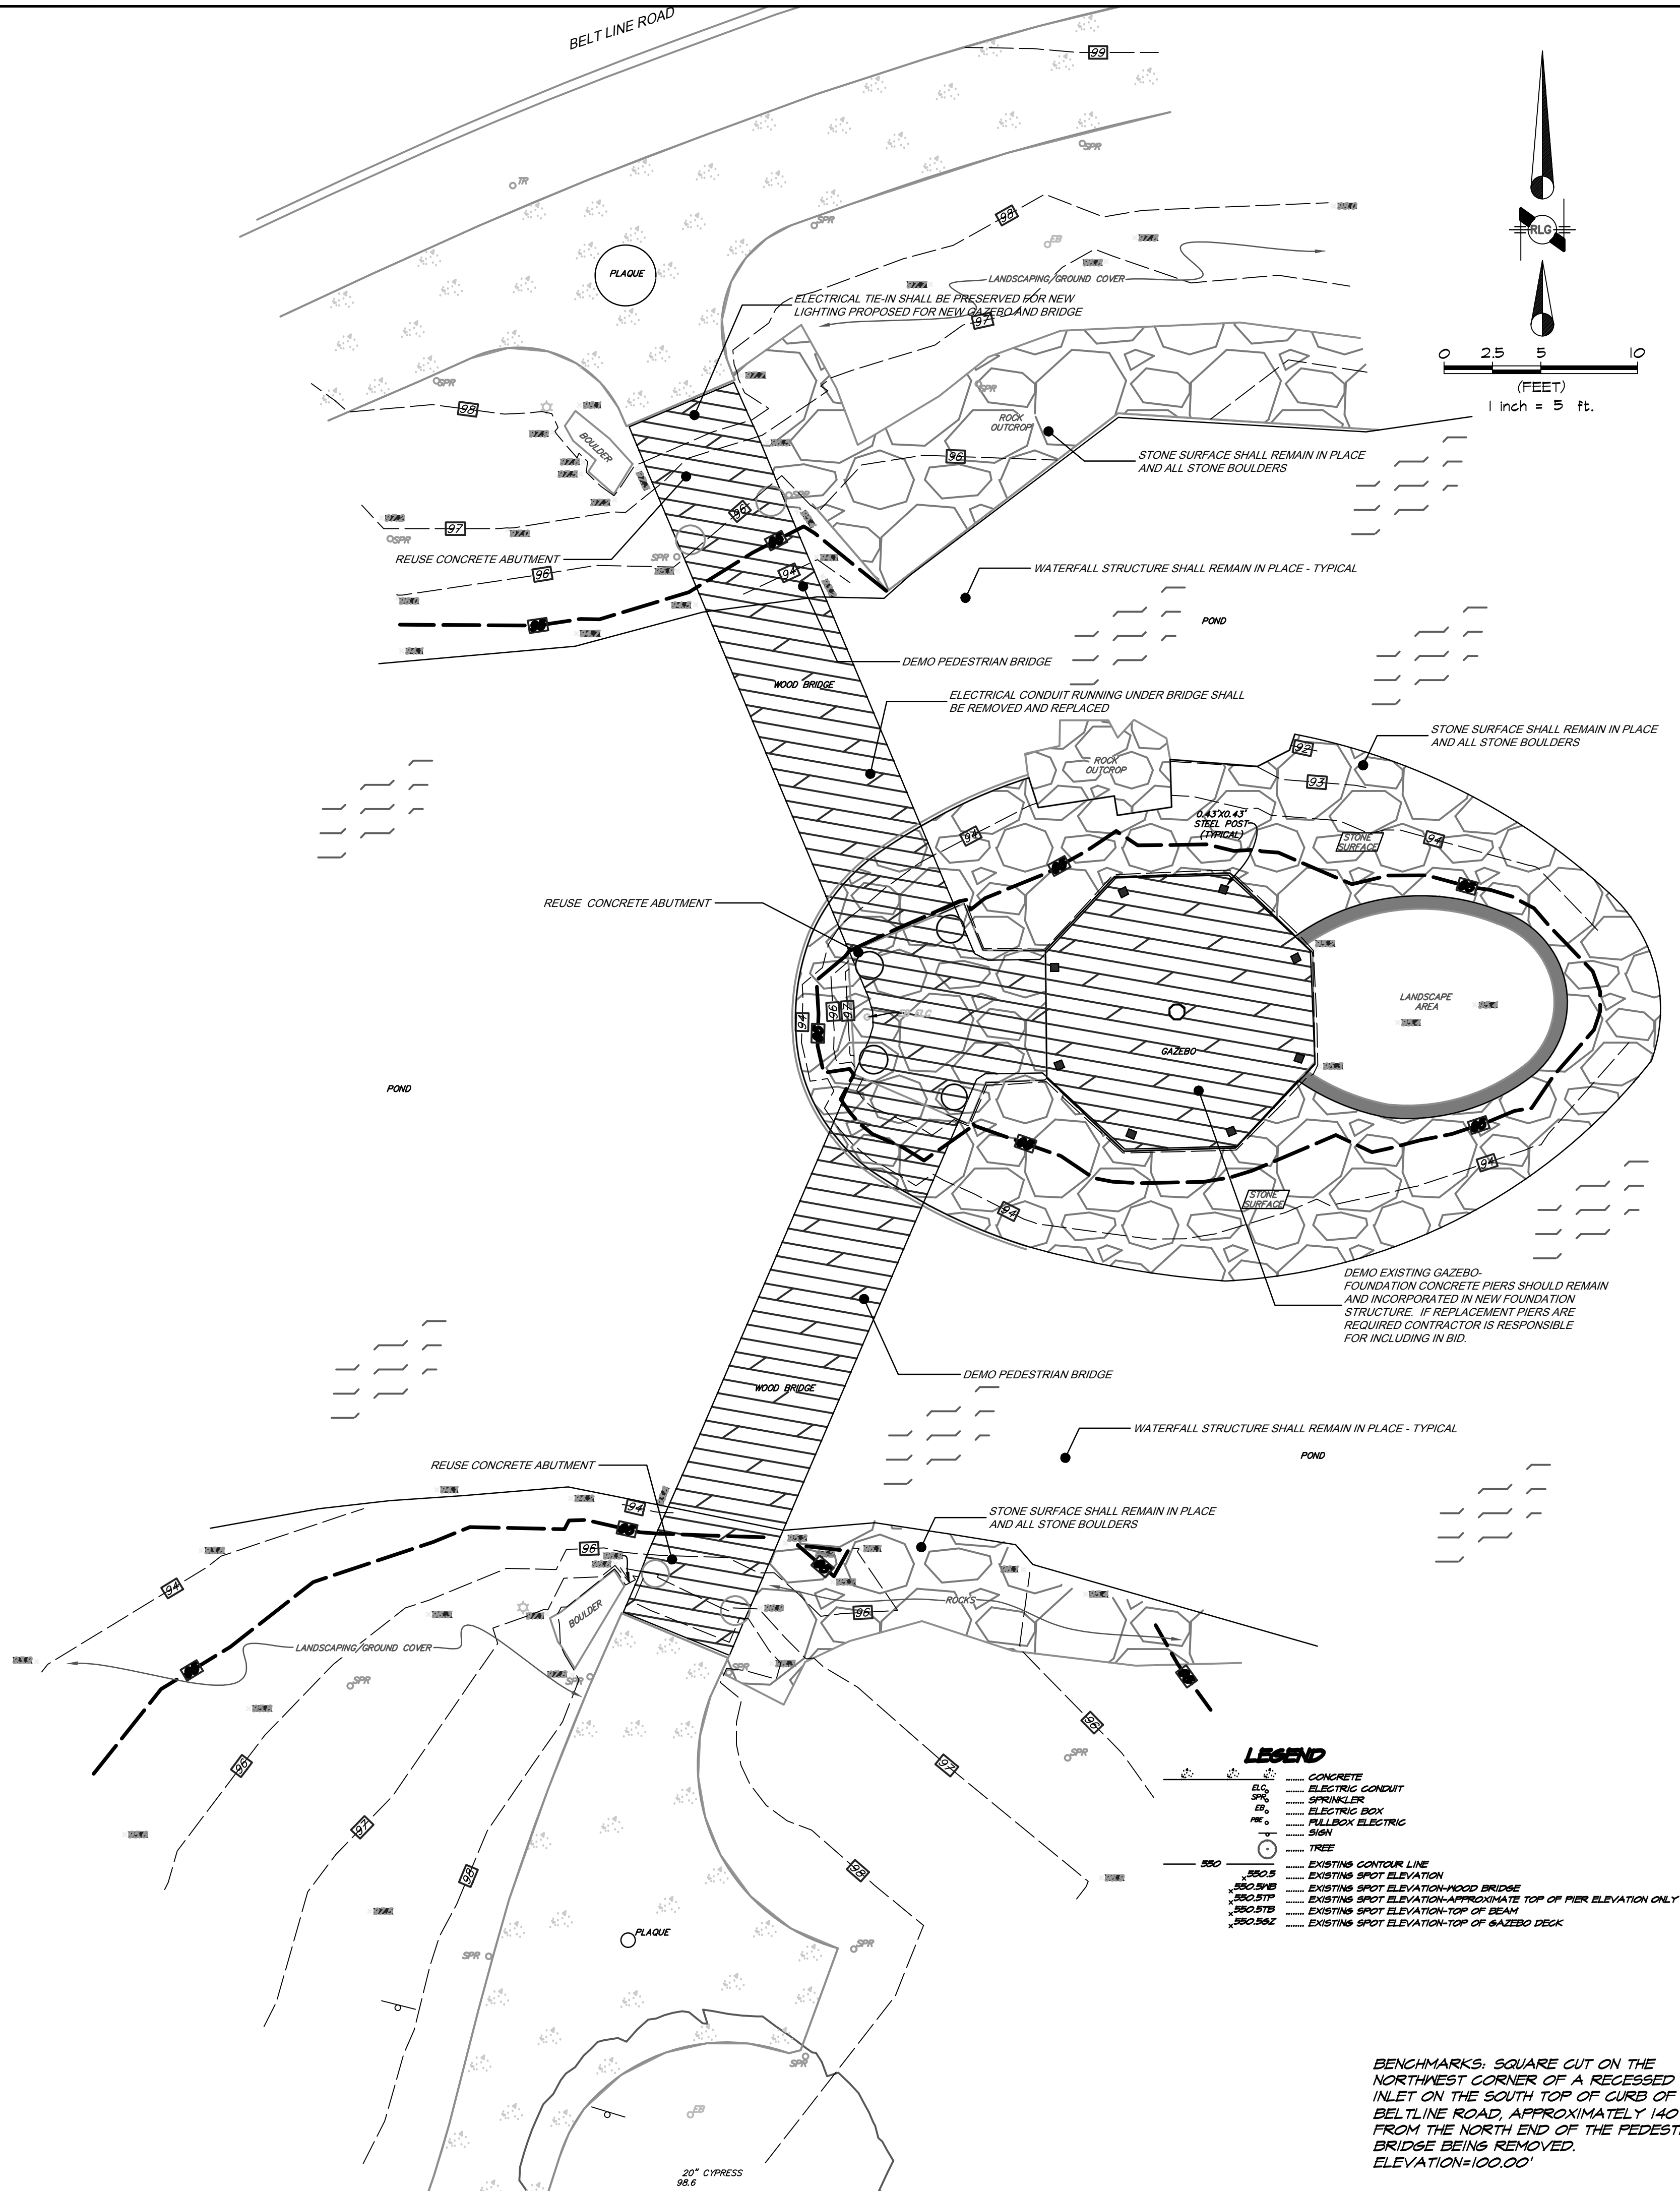 BELT LINE ROAD
99
SPR
TR
SPR
98
EB
PLAQUE
LANDSCAPING/GROUND COVER
ELECTRICAL TIE-IN SHALL BE PRESERVED FOR NEW
LIGHTING PROPOSED FOR NEW GAZEBO AND BRIDGE
97
RLG
0 2.5 5 10
(FEET)
1 inch = 5 ft.
SPR
SPR
98
BOULDER
ROCK
OUTCROP
96
STONE SURFACE SHALL REMAIN IN PLACE
AND ALL STONE BOULDERS
SPR
96
97
SPR
REUSE CONCRETE ABUTMENT
SPR
96
94
WATERFALL STRUCTURE SHALL REMAIN IN PLACE - TYPICAL
POND
DEMO PEDESTRIAN BRIDGE
WOOD BRIDGE
ELECTRICAL CONDUIT RUNNING UNDER BRIDGE SHALL
BE REMOVED AND REPLACED
STONE SURFACE SHALL REMAIN IN PLACE
AND ALL STONE BOULDERS
92
ROCK
OUTCROP
93
0.43'X0.43'
STEEL POST
(TYPICAL)
94
STONE
SURFACE
94
REUSE CONCRETE ABUTMENT
LANDSCAPE
AREA
94
96
97
ELC
GAZEBO
POND
94
STONE
SURFACE
94
DEMO EXISTING GAZEBO-
FOUNDATION CONCRETE PIERS SHOULD REMAIN
AND INCORPORATED IN NEW FOUNDATION
STRUCTURE. IF REPLACEMENT PIERS ARE
REQUIRED CONTRACTOR IS RESPONSIBLE
FOR INCLUDING IN BID.
DEMO PEDESTRIAN BRIDGE
WOOD BRIDGE
WATERFALL STRUCTURE SHALL REMAIN IN PLACE - TYPICAL
POND
REUSE CONCRETE ABUTMENT
94
STONE SURFACE SHALL REMAIN IN PLACE
AND ALL STONE BOULDERS
96
94
BOULDER
ROCKS
96
LANDSCAPING/GROUND COVER
SPR
SPR
SPR
96
96
SPR
97
97
98
98
PLAQUE
SPR
SPR
SPR
EB
20" CYPRESS
98.6
LEGEND
........ CONCRETE
ELC ........ ELECTRIC CONDUIT
SPR ........ SPRINKLER
EB ........ ELECTRIC BOX
PBE ........ PULLBOX ELECTRIC
........ SIGN
........ TREE
550 ........ EXISTING CONTOUR LINE
x550.5 ........ EXISTING SPOT ELEVATION
x550.5WB ........ EXISTING SPOT ELEVATION-WOOD BRIDGE
x550.5TP ........ EXISTING SPOT ELEVATION-APPROXIMATE TOP OF PIER ELEVATION ONLY
x550.5TB ........ EXISTING SPOT ELEVATION-TOP OF BEAM
x550.5GZ ........ EXISTING SPOT ELEVATION-TOP OF GAZEBO DECK
BENCHMARKS: SQUARE CUT ON THE
NORTHWEST CORNER OF A RECESSED
INLET ON THE SOUTH TOP OF CURB OF
BELTLINE ROAD, APPROXIMATELY 140
FROM THE NORTH END OF THE PEDEST
BRIDGE BEING REMOVED.
ELEVATION=100.00'